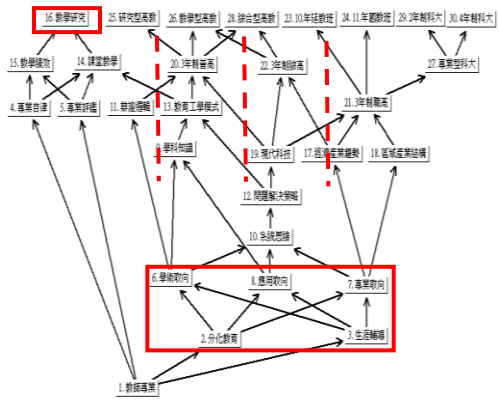 16.教學研究
25.研究型高教
26.教學型高教
28.綜合型高教
23.10年延教班
24.11年國教班
29.2年制科大
30.4年制科大
15.教學績效
14.課堂教學
20.3年制普高
22.3年制綜高
27.專業型科大
4.專業自律
5.專業評鑑
11.辯證邏輯
13.教育工學模式
21.3年制職高
9.學科知識
19.現代科技
17.經濟產業趨勢
18.區域產業結構
12.問題解決策略
10.系統思維
6.學術取向
8.應用取向
7.專業取向
2.分化教育
3.生涯輔導
1.教師專業